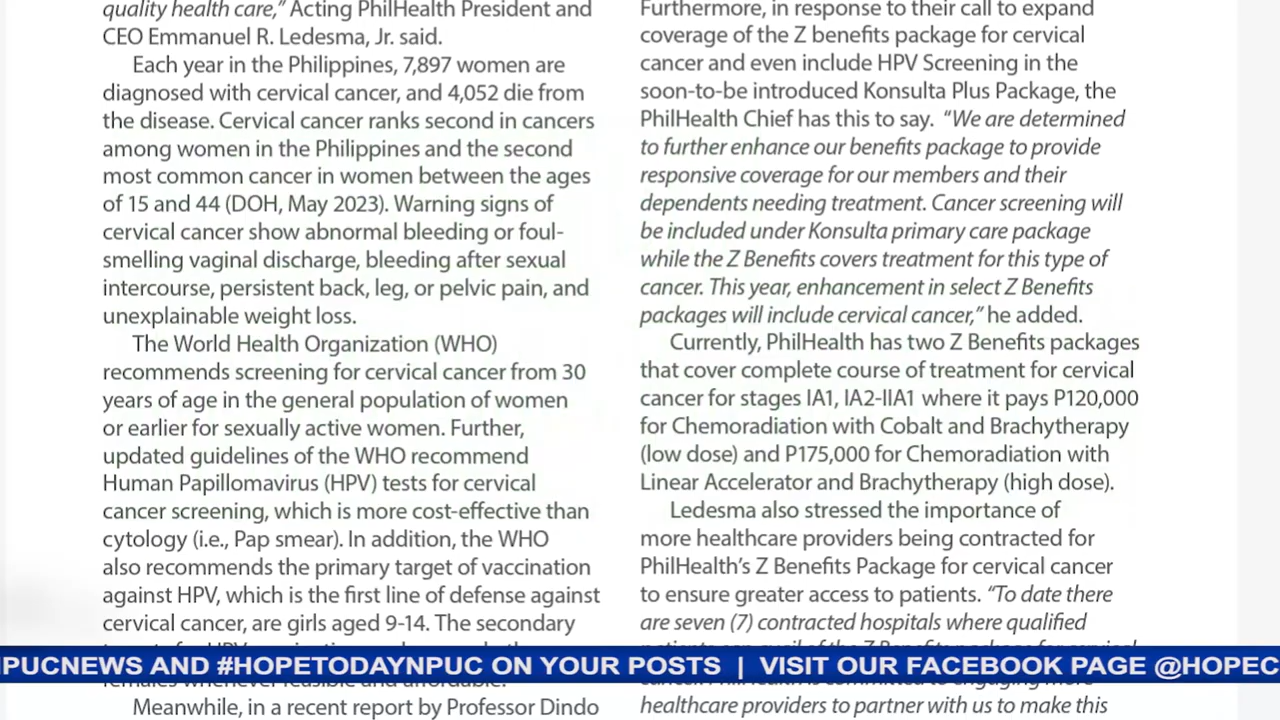 quality health care," Acting PhilHealth President and
CEO Emmanuel R. Ledesma, Jr. said.
Each year in the Philippines, 7,897 women are
diagnosed with cervical cancer, and 4,052 die from
the disease. Cervical cancer ranks second in cancers
among women in the Philippines and the second
most common cancer in women between the ages
of 15 and 44 (DOH, May 2023). Warning signs of
cervical cancer show abnormal bleeding or foul-
smelling vaginal discharge, bleeding after sexual
intercourse, persistent back, leg, or pelvic pain, and
unexplainable weight loss.
The World Health Organization (WHO)
recommends screening for cervical cancer from 30
years of age in the general population of women
or earlier for sexually active women. Further,
updated guidelines of the WHO recommend
Human Papillomavirus (HPV) tests for cervical
cancer screening, which is more cost-effective than
cytology (i.e., Pap smear). In addition, the WHO
also recommends the primary target of vaccination
against HPV, which is the first line of defense against
cervical cancer, are girls aged 9-14. The secondary
females whenever feasible and affordable.
Meanwhile, in a recent report by Professor Dindo
Furthermore, in response to their call to expand
coverage of the Z benefits package for cervical
cancer and even include HPV Screening in the
soon-to-be introduced Konsulta Plus Package, the
PhilHealth Chief has this to say. "We are determined
to further enhance our benefits package to provide
responsive coverage for our members and their
dependents needing treatment. Cancer screening will
be included under Konsulta primary care package
while the Z Benefits covers treatment for this type of
cancer. This year, enhancement in select Z Benefits
packages will include cervical cancer," he added.
Currently, PhilHealth has two Z Benefits packages
that cover complete course of treatment for cervical
cancer for stages IA1, IA2-IIA1 where it pays P120,000
for Chemoradiation with Cobalt and Brachytherapy
(low dose) and P175,000 for Chemoradiation with
Linear Accelerator and Brachytherapy (high dose).
Ledesma also stressed the importance of
more healthcare providers being contracted for
PhilHealth's Z Benefits Package for cervical cancer
to ensure greater access to patients. "To date there
are seven (7) contracted hospitals where qualified
healthcare providers to partner with us to make this
PUCNEWS AND #HOPETODAYNPUC ON YOUR POSTS | VISIT OUR FACEBOOK PAGE @HOPEC